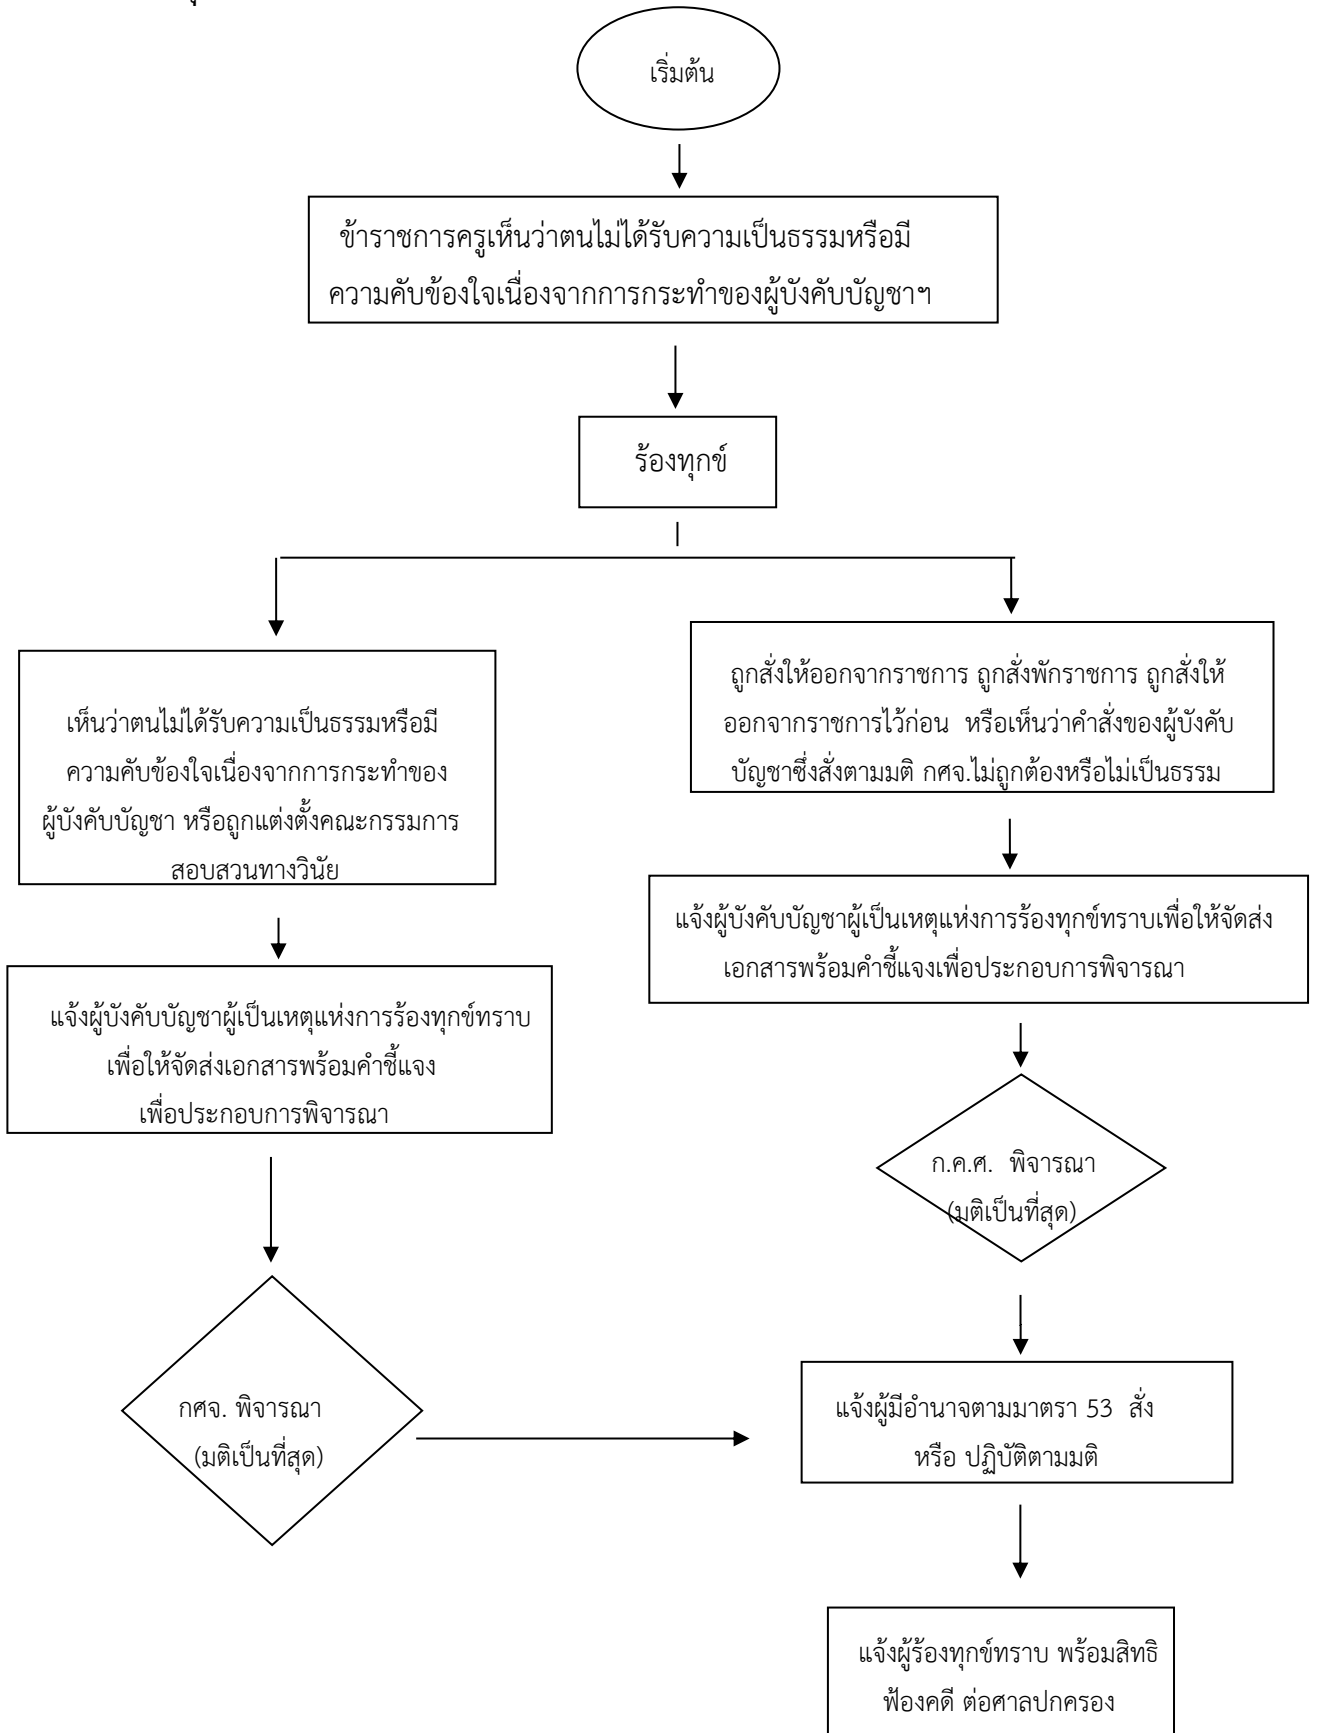 เริ่มต้น
ข้าราชการครูเห็นว่าตนไม่ได้รับความเป็นธรรมหรือมี
ความคับข้องใจเนื่องจากการกระทำของผู้บังคับบัญชาฯ
ร้องทุกข์
เห็นว่าตนไม่ได้รับความเป็นธรรมหรือมี
ความคับข้องใจเนื่องจากการกระทำของ
ผู้บังคับบัญชา หรือถูกแต่งตั้งคณะกรรมการ
สอบสวนทางวินัย
ถูกสั่งให้ออกจากราชการ ถูกสั่งพักราชการ ถูกสั่งให้
ออกจากราชการไว้ก่อน หรือเห็นว่าคำสั่งของผู้บังคับ
บัญชาซึ่งสั่งตามมติ กศจ.ไม่ถูกต้องหรือไม่เป็นธรรม
แจ้งผู้บังคับบัญชาผู้เป็นเหตุแห่งการร้องทุกข์ทราบเพื่อให้จัดส่ง
เอกสารพร้อมคำชี้แจงเพื่อประกอบการพิจารณา
แจ้งผู้บังคับบัญชาผู้เป็นเหตุแห่งการร้องทุกข์ทราบ
เพื่อให้จัดส่งเอกสารพร้อมคำชี้แจง
เพื่อประกอบการพิจารณา
ก.ค.ศ. พิจารณา
(มติเป็นที่สุด)
กศจ. พิจารณา
(มติเป็นที่สุด)
แจ้งผู้มีอำนาจตามมาตรา 53 สั่ง
หรือ ปฏิบัติตามมติ
แจ้งผู้ร้องทุกข์ทราบ พร้อมสิทธิ
ฟ้องคดี ต่อศาลปกครอง